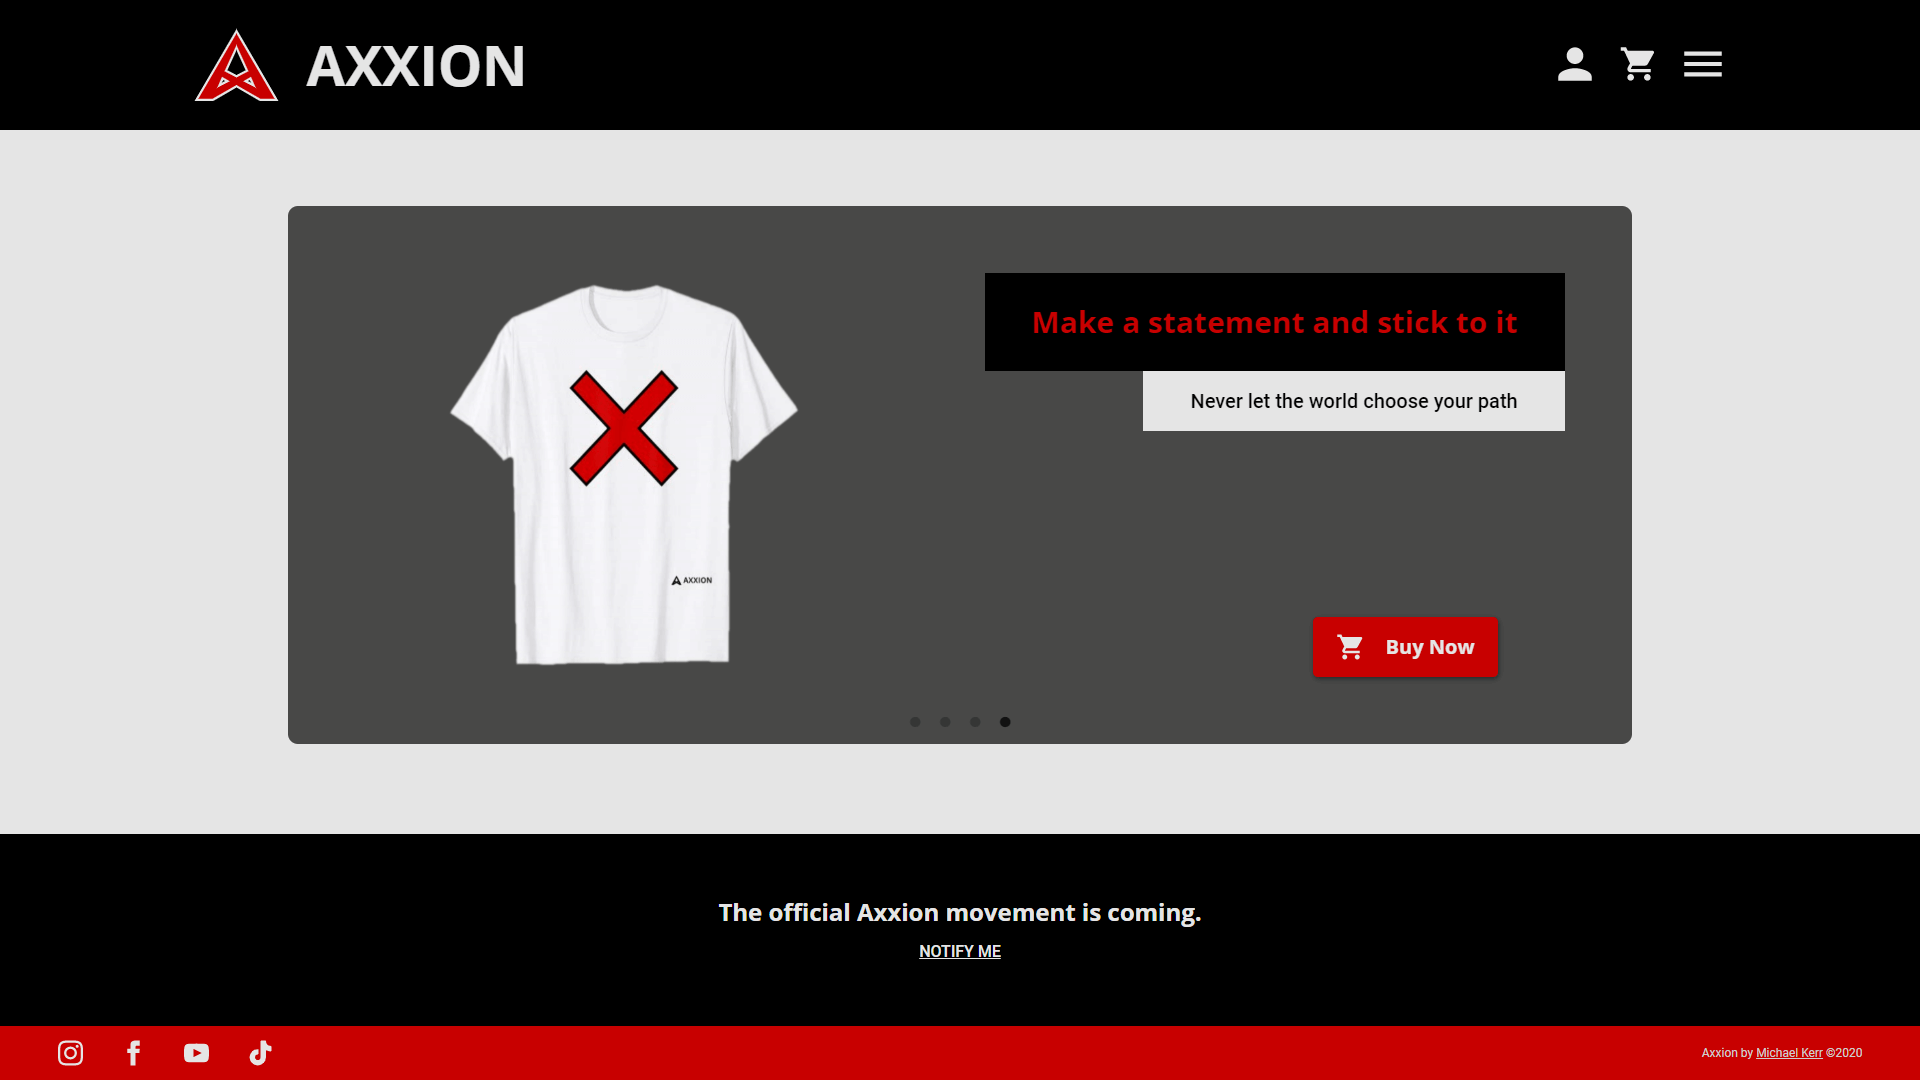 AXXION
Make a statement and stick to it
Never let the world choose your path
AXXION
Buy Now
The official Axxion movement is coming.
NOTIFY ME
Axxion by Michael Kerr ©2020